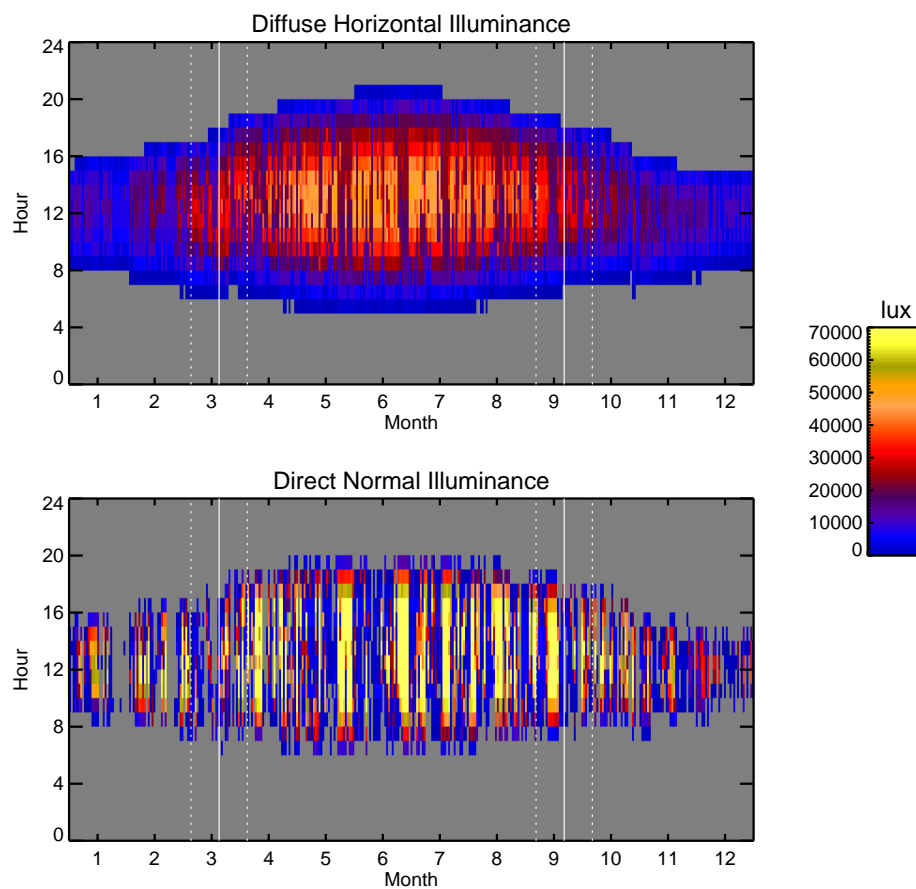 Diffuse Horizontal Illuminance
24
20
16
12
8
4
0
Hour
1 2 3 4 5 6 7 8 9 10 11 12
Month
lux
70000
60000
50000
40000
30000
20000
10000
0
Direct Normal Illuminance
24
20
16
12
8
4
0
Hour
1 2 3 4 5 6 7 8 9 10 11 12
Month